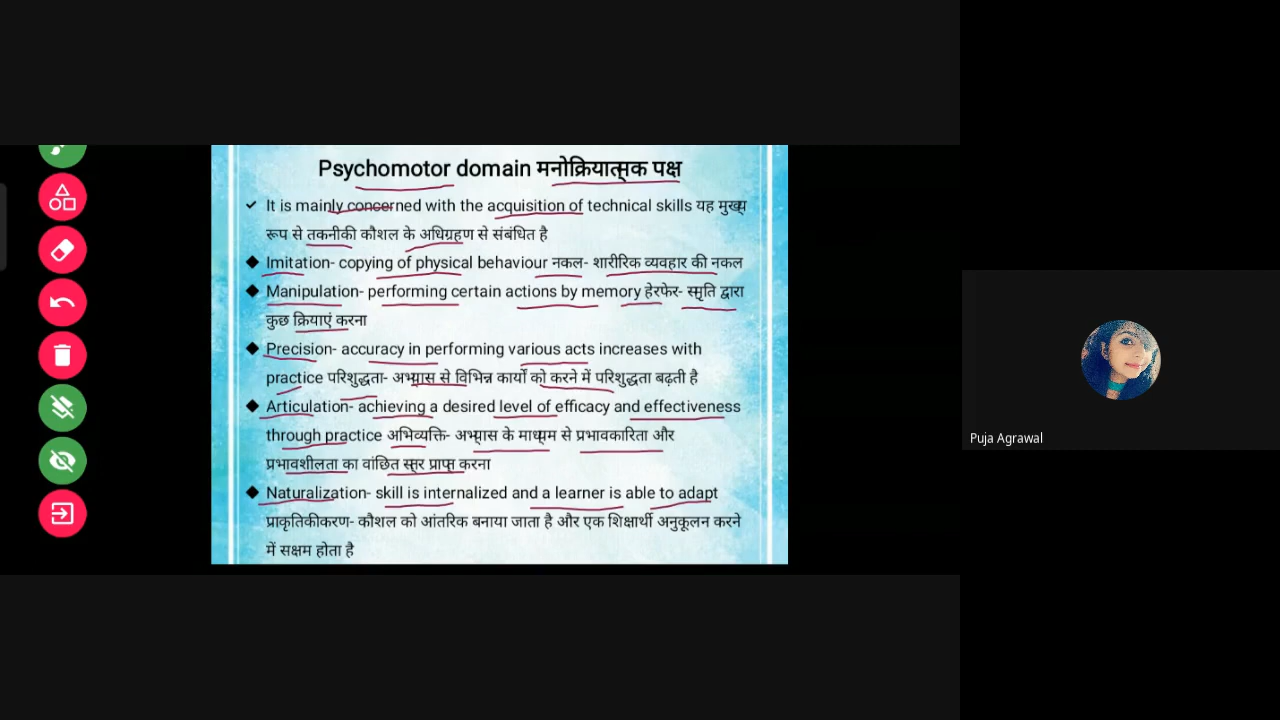 Psychomotor domain मनोक्रियात्मक पक्ष
It is mainly concerned with the acquisition of technical skills यह मुख्य
रूप से तकनीकी कौशल के अधिग्रहण से संबंधित है
Imitation- copying of physical behaviour नकल- शारीरिक व्यवहार की नकल
Manipulation- performing certain actions by memory हेरफेर- स्मृति द्वारा
कुछ क्रियाएं करना
Precision- accuracy in performing various acts increases with
practice परिशुद्धता- अभ्यास से विभिन्न कार्यों को करने में परिशुद्धता बढ़ती है
Articulation- achieving a desired level of efficacy and effectiveness
through practice अभिव्यक्ति- अभ्यास के माध्यम से प्रभावकारिता और
प्रभावशीलता का वांछित स्तर प्राप्त करना
Naturalization- skill is internalized and a learner is able to adapt
प्राकृतिकीकरण- कौशल को आंतरिक बनाया जाता है और एक शिक्षार्थी अनुकूलन करने
में सक्षम होता है
Puja Agrawal